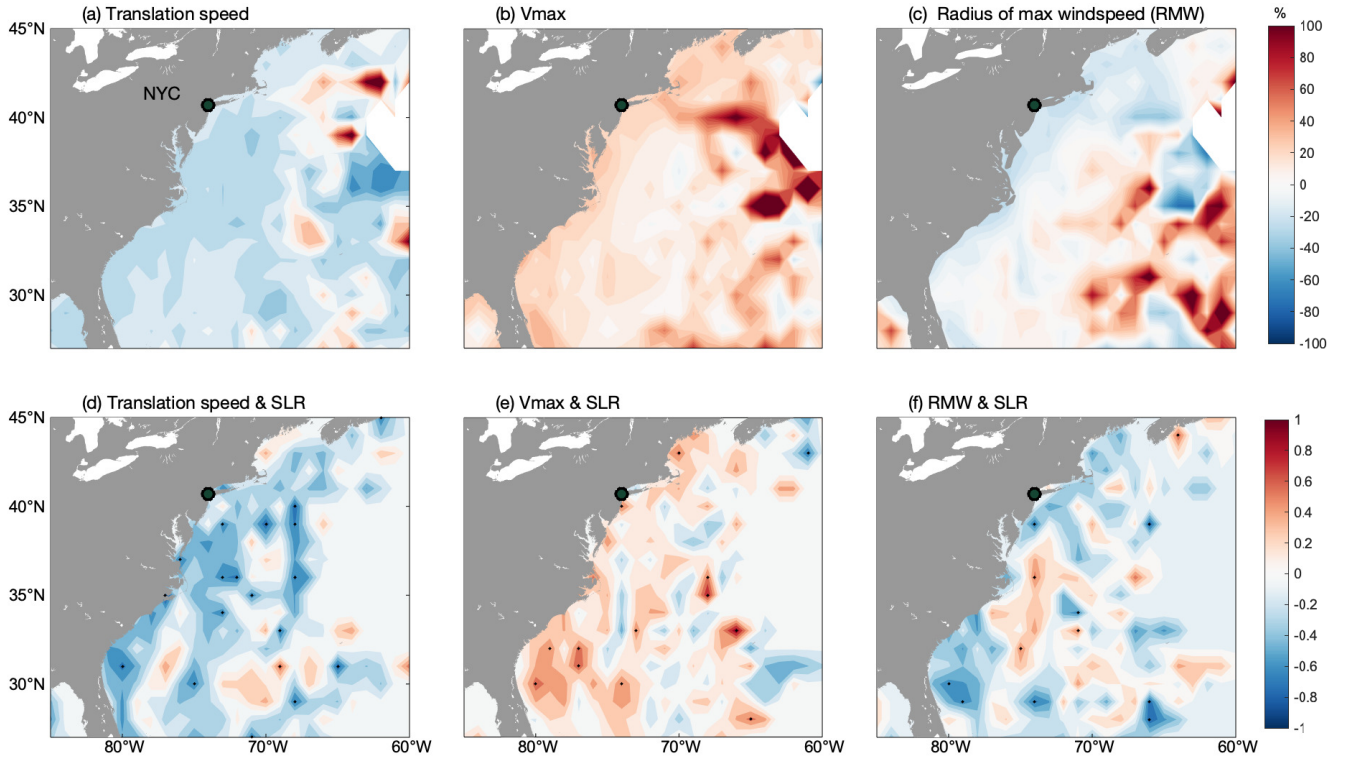 (a) Translation speed
(b) Vmax
(c) Radius of max windspeed (RMW)
%
45°N
40°N
35°N
30°N
NYC
100
80
60
40
20
0
-20
-40
-60
-80
-100
(d) Translation speed & SLR
(e) Vmax & SLR
(f) RMW & SLR
45°N
40°N
35°N
30°N
80°W
70°W
60°W
80°W
70°W
60°W
80°W
70°W
60°W
1
0.8
0.6
0.4
0.2
0
-0.2
-0.4
-0.6
-0.8
-1